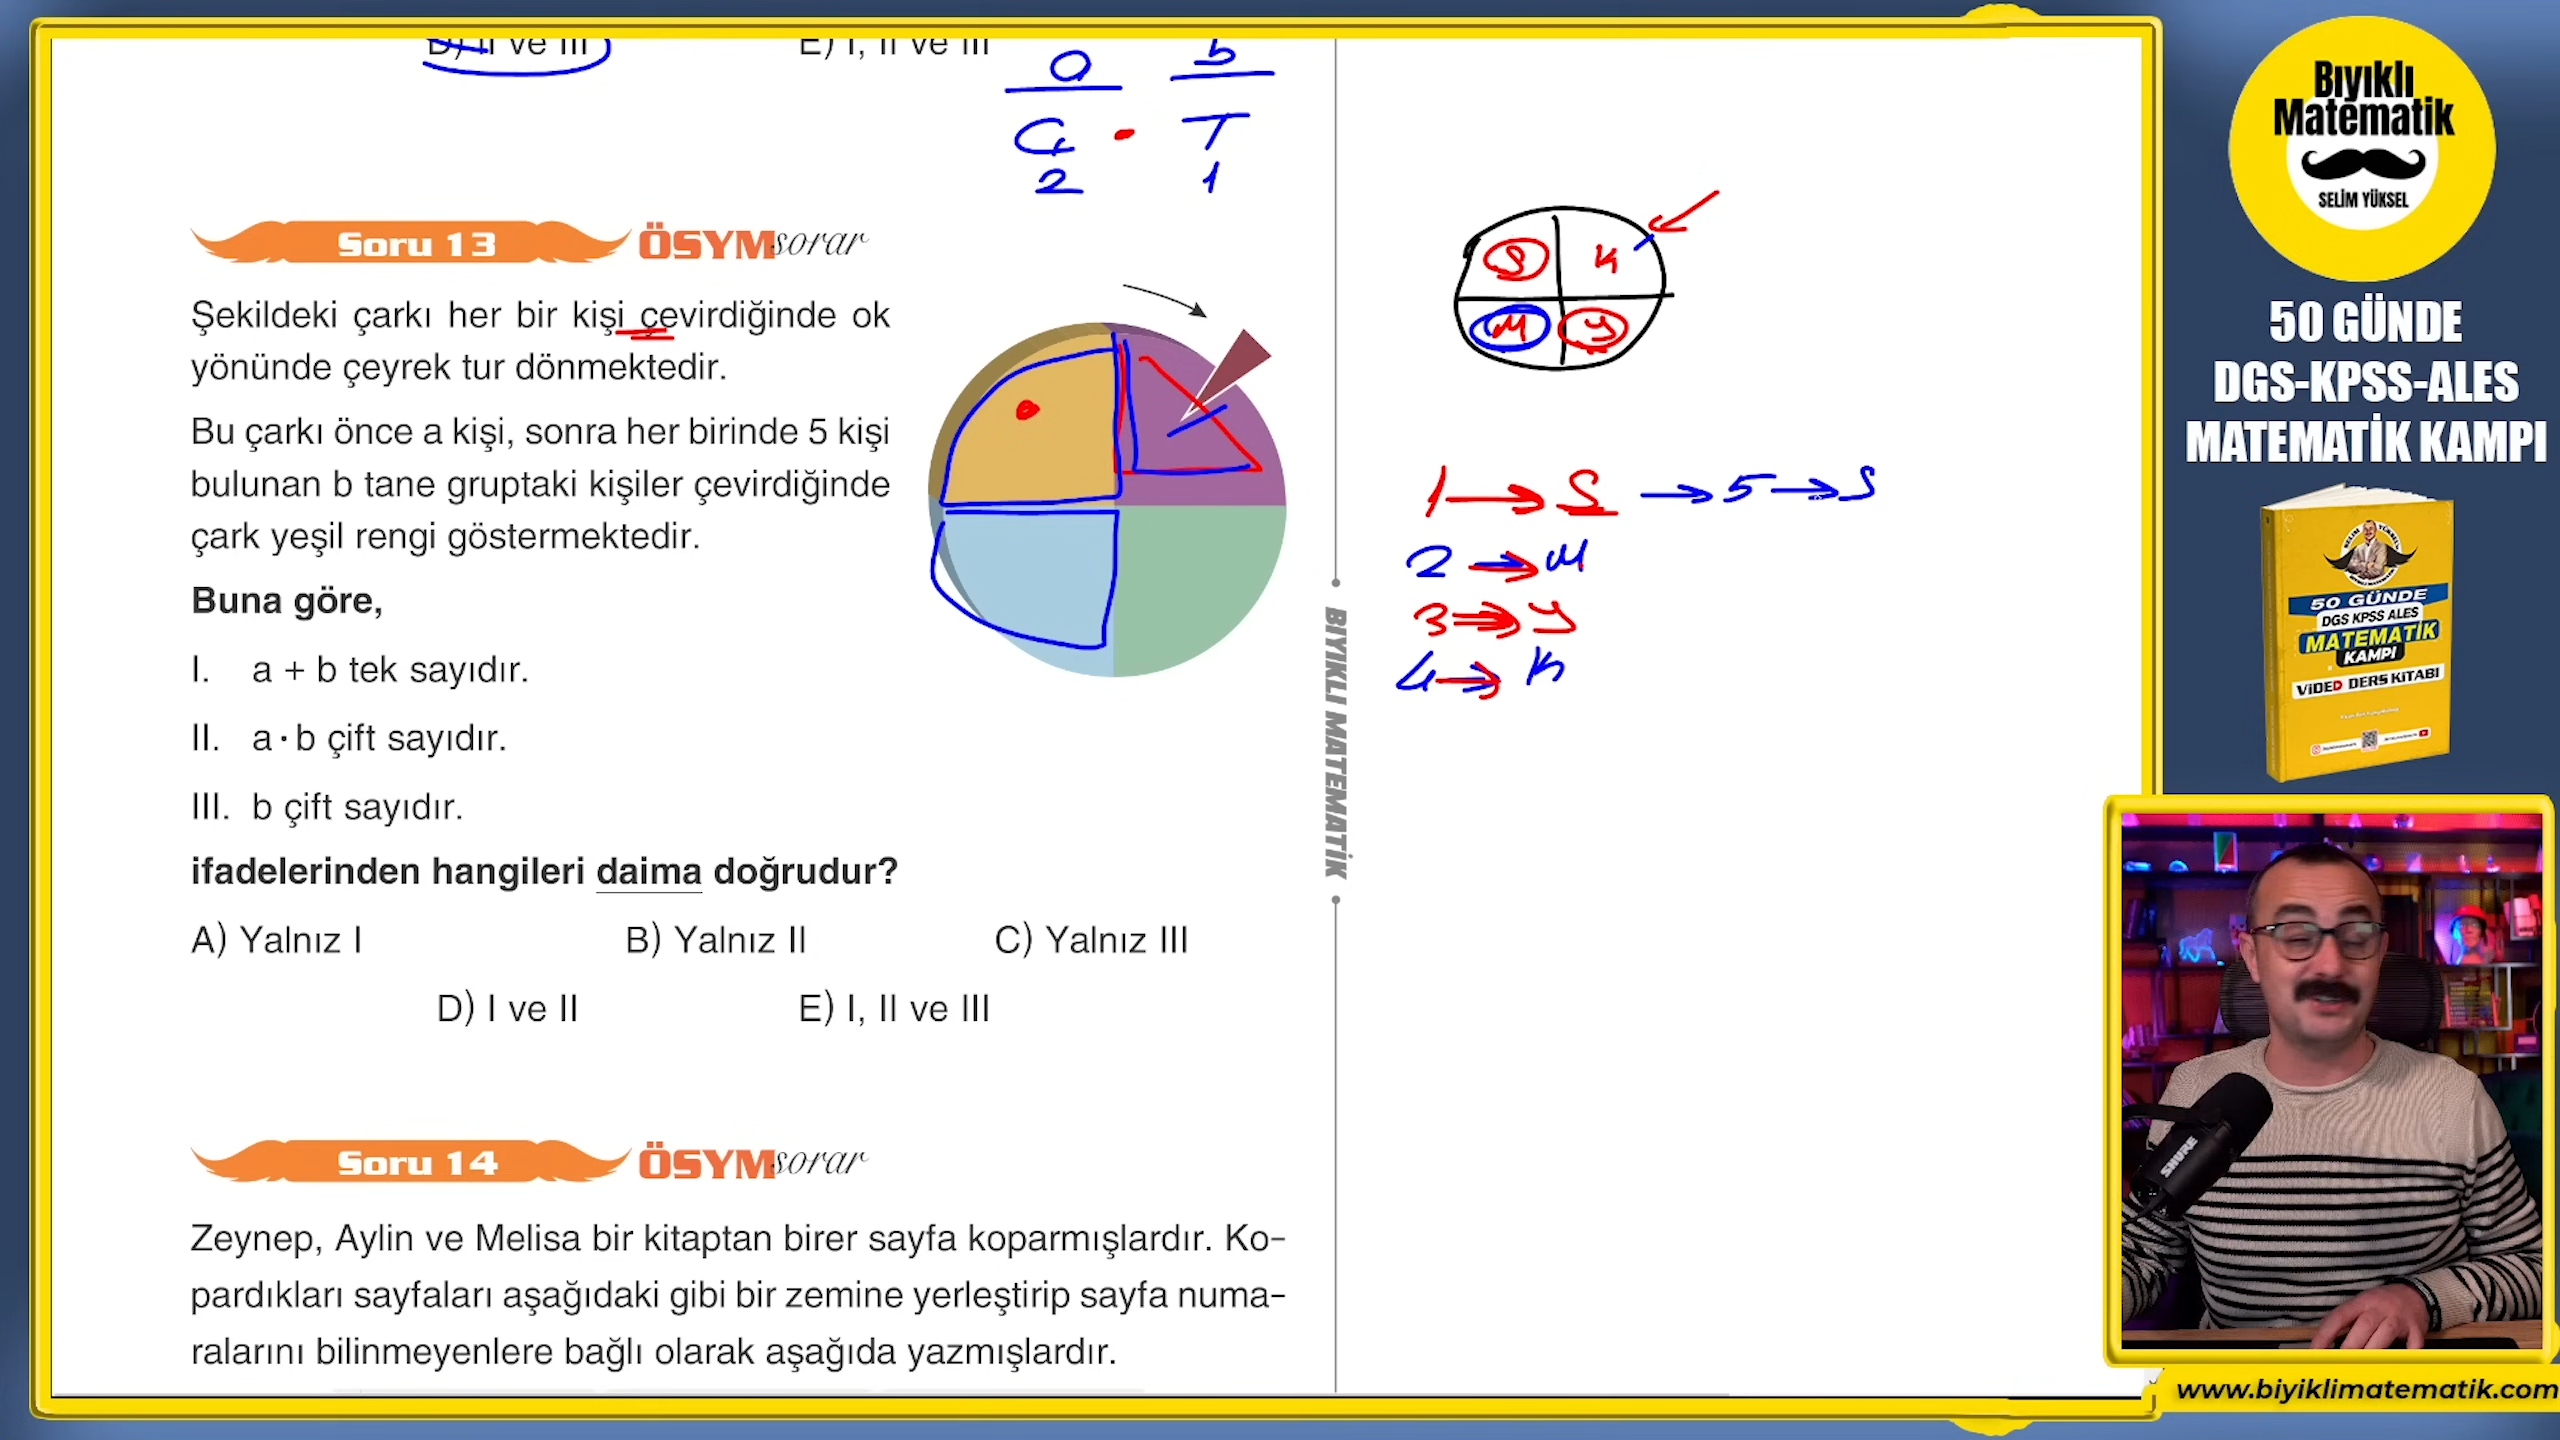 D) II ve III
E) I, II ve III
a b
Ç . T
2 1
Soru 13
ÖSYM sorar
Şekildeki çarkı her bir kişi çevirdiğinde ok
yönünde çeyrek tur dönmektedir.
Bu çarkı önce a kişi, sonra her birinde 5 kişi
bulunan b tane gruptaki kişiler çevirdiğinde
çark yeşil rengi göstermektedir.
Buna göre,
I. a + b tek sayıdır.
II. a · b çift sayıdır.
III. b çift sayıdır.
ifadelerinden hangileri daima doğrudur?
A) Yalnız I
B) Yalnız II
C) Yalnız III
D) I ve II
E) I, II ve III
Soru 14
ÖSYM sorar
Zeynep, Aylin ve Melisa bir kitaptan birer sayfa koparmışlardır. Ko-
pardıkları sayfaları aşağıdaki gibi bir zemine yerleştirip sayfa numa-
ralarını bilinmeyenlere bağlı olarak aşağıda yazmışlardır.
BIYIKLI MATEMATİK
S K
M Y
1 → S → 5 → S
2 → M
3 → Y
4 → K
Bıyıklı
Matematik
SELİM YÜKSEL
50 GÜNDE
DGS-KPSS-ALES
MATEMATİK KAMPI
50 GÜNDE
DGS KPSS ALES
MATEMATİK
KAMPI
VİDEO DERS KİTABI
SHURE
www.biyiklimatematik.com